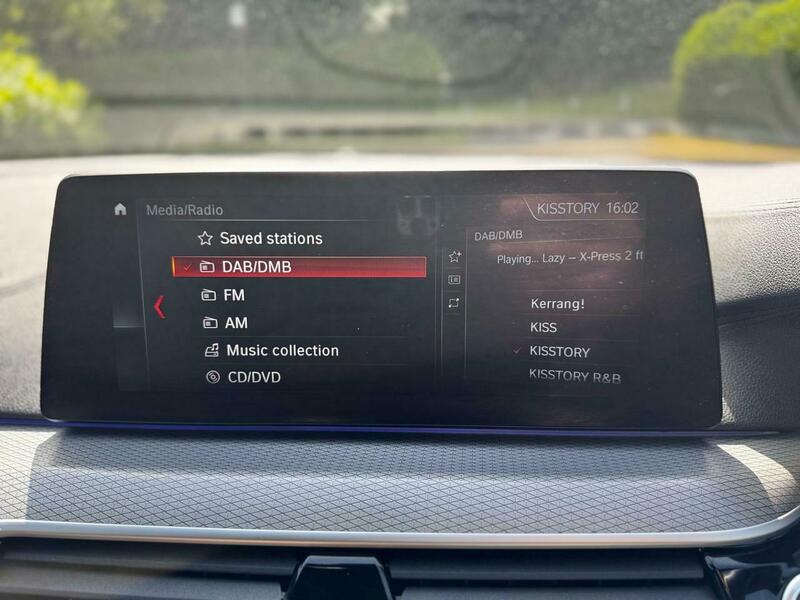 Media/Radio
KISSTORY 16:02
Saved stations
DAB/DMB
FM
AM
Music collection
CD/DVD
DAB/DMB
Playing... Lazy -- X-Press 2 ft
Kerrang!
KISS
KISSTORY
KISSTORY R&B